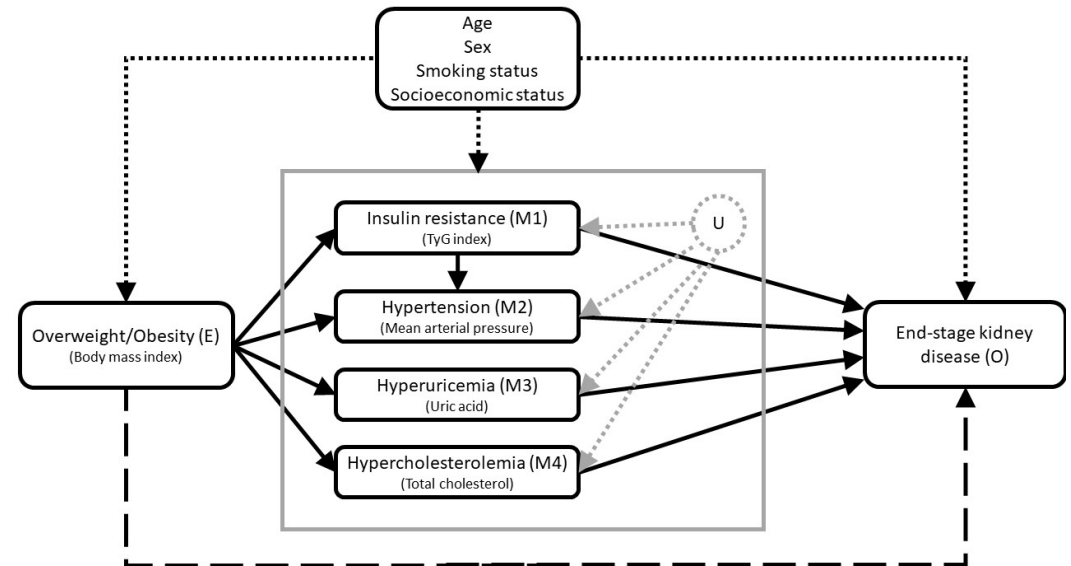 Age
Sex
Smoking status
Socioeconomic status
Insulin resistance (M1)
(TyG index)
U
Hypertension (M2)
(Mean arterial pressure)
Overweight/Obesity (E)
(Body mass index)
End-stage kidney
disease (O)
Hyperuricemia (M3)
(Uric acid)
Hypercholesterolemia (M4)
(Total cholesterol)